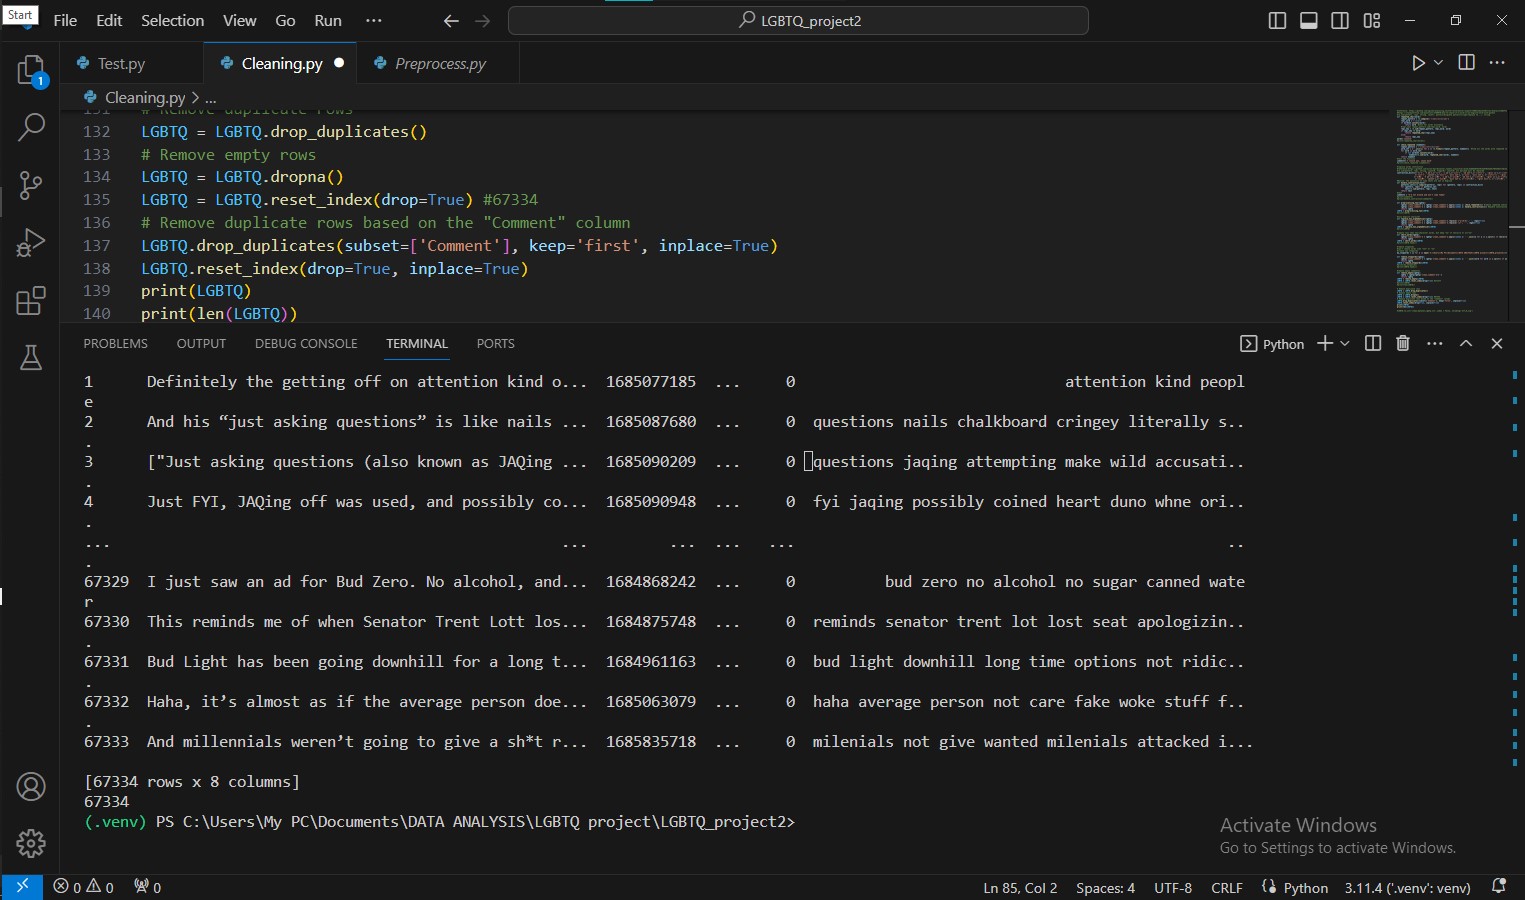 Start
File Edit Selection View Go Run ···
LGBTQ_project2
1
Test.py
Cleaning.py
Preprocess.py
Cleaning.py > ...
131 # Remove duplicate rows
132 LGBTQ = LGBTQ.drop_duplicates()
133 # Remove empty rows
134 LGBTQ = LGBTQ.dropna()
135 LGBTQ = LGBTQ.reset_index(drop=True) #67334
136 # Remove duplicate rows based on the "Comment" column
137 LGBTQ.drop_duplicates(subset=['Comment'], keep='first', inplace=True)
138 LGBTQ.reset_index(drop=True, inplace=True)
139 print(LGBTQ)
140 print(len(LGBTQ))
PROBLEMS OUTPUT DEBUG CONSOLE TERMINAL PORTS
Python
1 Definitely the getting off on attention kind o... 1685077185 ... 0 attention kind peopl
e
2 And his “just asking questions” is like nails ... 1685087680 ... 0 questions nails chalkboard cringey literally s..
.
3 ["Just asking questions (also known as JAQing ... 1685090209 ... 0 questions jaqing attempting make wild accusati..
.
4 Just FYI, JAQing off was used, and possibly co... 1685090948 ... 0 fyi jaqing possibly coined heart duno whne ori..
.
... ... ... ... ... ..
.
67329 I just saw an ad for Bud Zero. No alcohol, and... 1684868242 ... 0 bud zero no alcohol no sugar canned wate
r
67330 This reminds me of when Senator Trent Lott los... 1684875748 ... 0 reminds senator trent lot lost seat apologizin..
.
67331 Bud Light has been going downhill for a long t... 1684961163 ... 0 bud light downhill long time options not ridic..
.
67332 Haha, it’s almost as if the average person doe... 1685063079 ... 0 haha average person not care fake woke stuff f..
.
67333 And millennials weren’t going to give a sh*t r... 1685835718 ... 0 milenials not give wanted milenials attacked i...
[67334 rows x 8 columns]
67334
(.venv) PS C:\Users\My PC\Documents\DATA ANALYSIS\LGBTQ project\LGBTQ_project2>
Activate Windows
Go to Settings to activate Windows.
0 0 0
Ln 85, Col 2 Spaces: 4 UTF-8 CRLF Python 3.11.4 ('.venv': venv)